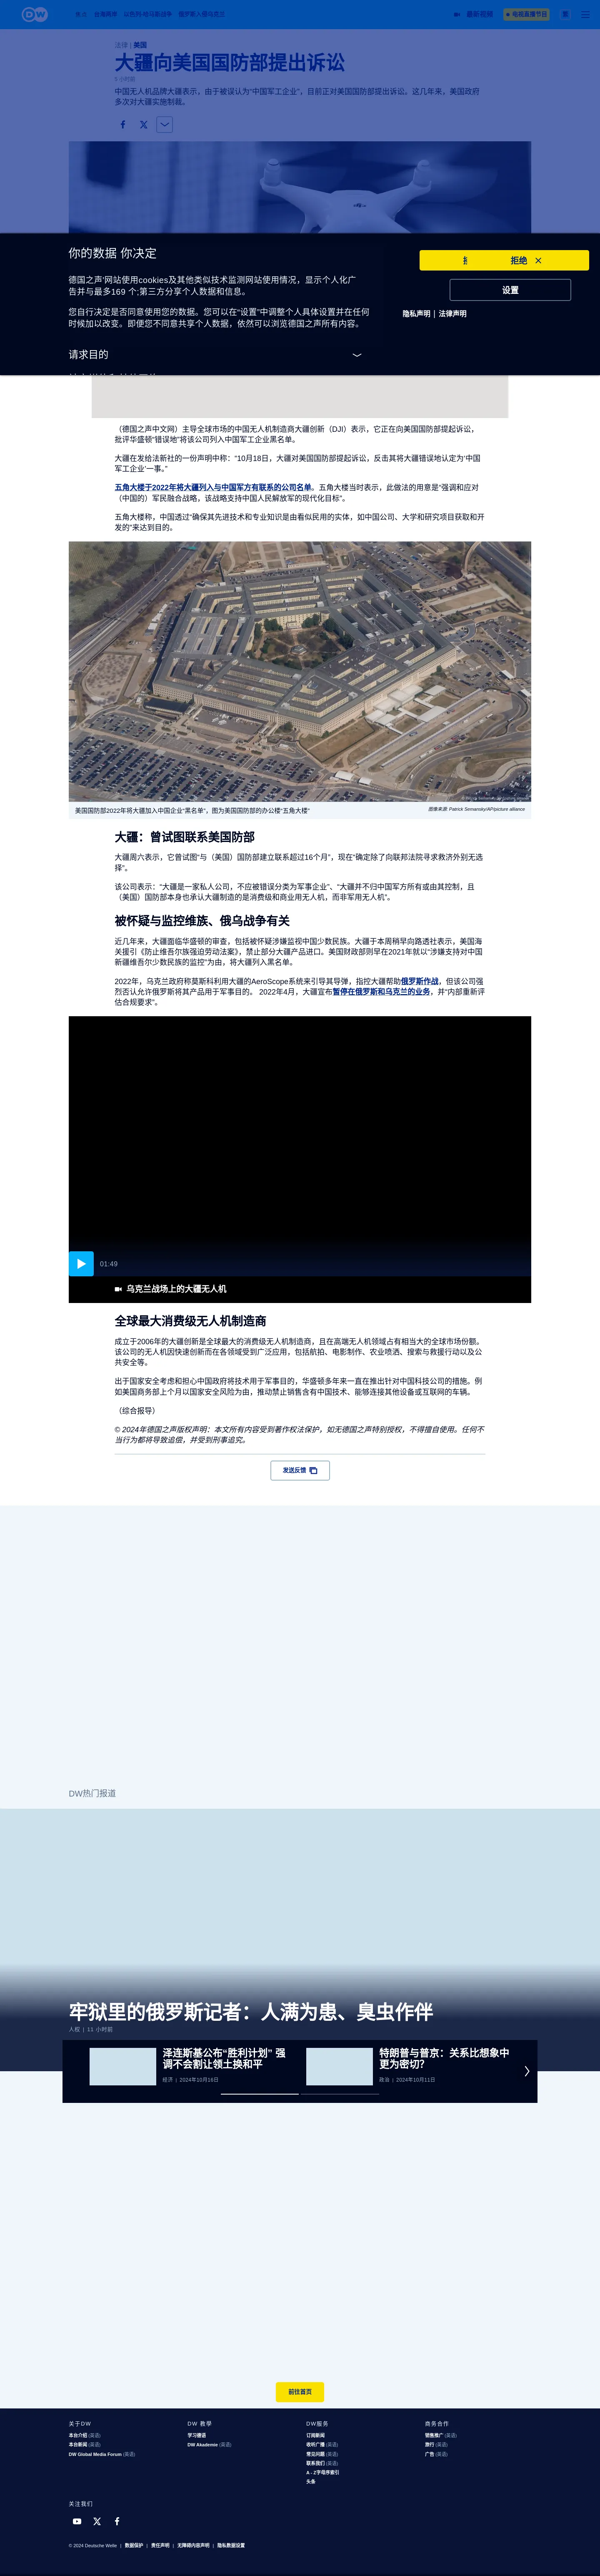 DW
台海两岸
以色列-哈马斯战争
俄罗斯入侵乌克兰
最新视频
电视直播节目
法律 | 美国
大疆向美国国防部提出诉讼
5 小时前
中国无人机品牌大疆表示，由于被误认为“中国军工企业”，目前正对美国国防部提出诉讼。这几年来，美国政府
多次对大疆实施制裁。
你的数据 你决定
德国之声'网站使用cookies及其他类似技术监测网站使用情况，显示个人化广
告并与最多169 个;第三方分享个人数据和信息。
您自行决定是否同意使用您的数据。您可以在“设置”中调整个人具体设置并在任何
时候加以改变。即便您不同意共享个人数据，依然可以浏览德国之声所有内容。
请求目的
拒绝
设置
隐私声明 | 法律声明
（德国之声中文网）主导全球市场的中国无人机制造商大疆创新（DJI）表示，它正在向美国国防部提起诉讼，
批评华盛顿“错误地”将该公司列入中国军工企业黑名单。
大疆在发给法新社的一份声明中称：“10月18日，大疆对美国国防部提起诉讼，反击其将大疆错误地认定为‘中国
军工企业’一事。”
五角大楼于2022年将大疆列入与中国军方有联系的公司名单。五角大楼当时表示，此做法的用意是“强调和应对
（中国的）军民融合战略，该战略支持中国人民解放军的现代化目标”。
五角大楼称，中国透过“确保其先进技术和专业知识是由看似民用的实体，如中国公司、大学和研究项目获取和开
发的”来达到目的。
美国国防部2022年将大疆加入中国企业“黑名单”，图为美国国防部的办公楼“五角大楼”
图像来源: Patrick Semansky/AP/picture alliance
大疆：曾试图联系美国防部
大疆周六表示，它曾试图“与（美国）国防部建立联系超过16个月”，现在“确定除了向联邦法院寻求救济外别无选
择”。
该公司表示：“大疆是一家私人公司，不应被错误分类为军事企业”、“大疆并不归中国军方所有或由其控制，且
（美国）国防部本身也承认大疆制造的是消费级和商业用无人机，而非军用无人机”。
被怀疑与监控维族、俄乌战争有关
近几年来，大疆面临华盛顿的审查，包括被怀疑涉嫌监视中国少数民族。大疆于本周稍早向路透社表示，美国海
关援引《防止维吾尔族强迫劳动法案》，禁止部分大疆产品进口。美国财政部则早在2021年就以“涉嫌支持对中国
新疆维吾尔少数民族的监控”为由，将大疆列入黑名单。
2022年，乌克兰政府称莫斯科利用大疆的AeroScope系统来引导其导弹，指控大疆帮助俄罗斯作战，但该公司强
烈否认允许俄罗斯将其产品用于军事目的。 2022年4月，大疆宣布暂停在俄罗斯和乌克兰的业务，并“内部重新评
估合规要求”。
01:49
乌克兰战场上的大疆无人机
全球最大消费级无人机制造商
成立于2006年的大疆创新是全球最大的消费级无人机制造商，且在高端无人机领域占有相当大的全球市场份额。
该公司的无人机因快速创新而在各领域受到广泛应用，包括航拍、电影制作、农业喷洒、搜索与救援行动以及公
共安全等。
出于国家安全考虑和担心中国政府将技术用于军事目的，华盛顿多年来一直在推出针对中国科技公司的措施。例
如美国商务部上个月以国家安全风险为由，推动禁止销售含有中国技术、能够连接其他设备或互联网的车辆。
（综合报导）
© 2024年德国之声版权声明：本文所有内容受到著作权法保护，如无德国之声特别授权，不得擅自使用。任何不
当行为都将导致追偿，并受到刑事追究。
发送反馈
DW热门报道
牢狱里的俄罗斯记者：人满为患、臭虫作伴
人权 | 11 小时前
泽连斯基公布“胜利计划” 强
调不会割让领土换和平
经济 | 2024年10月16日
特朗普与普京：关系比想象中
更为密切？
政治 | 2024年10月11日
前往首页
关于DW
本台介绍 (英语)
本台新闻 (英语)
DW Global Media Forum (英语)
DW 教學
学习德语
DW Akademie (英语)
DW服务
订阅新闻
收听广播 (英语)
常见问题 (英语)
联系我们 (英语)
A - Z字母序索引
头条
商务合作
销售推广 (英语)
旅行 (英语)
广告 (英语)
关注我们
© 2024 Deutsche Welle | 数据保护 | 责任声明 | 无障碍内容声明 | 隐私数据设置